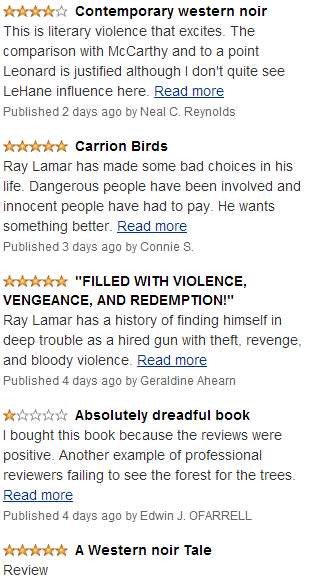 Contemporary western noir
This is literary violence that excites. The
comparison with McCarthy and to a point
Leonard is justified although I don't quite see
LeHane influence here. Read more
Published 2 days ago by Neal C. Reynolds
Carrion Birds
Ray Lamar has made some bad choices in his
life. Dangerous people have been involved and
innocent people have had to pay. He wants
something better. Read more
Published 3 days ago by Connie S.
"FILLED WITH VIOLENCE,
VENGEANCE, AND REDEMPTION!"
Ray Lamar has a history of finding himself in
deep trouble as a hired gun with theft, revenge,
and bloody violence. Read more
Published 4 days ago by Geraldine Ahearn
Absolutely dreadful book
I bought this book because the reviews were
positive. Another example of professional
reviewers failing to see the forest for the trees.
Read more
Published 4 days ago by Edwin J. OFARRELL
A Western noir Tale
Review